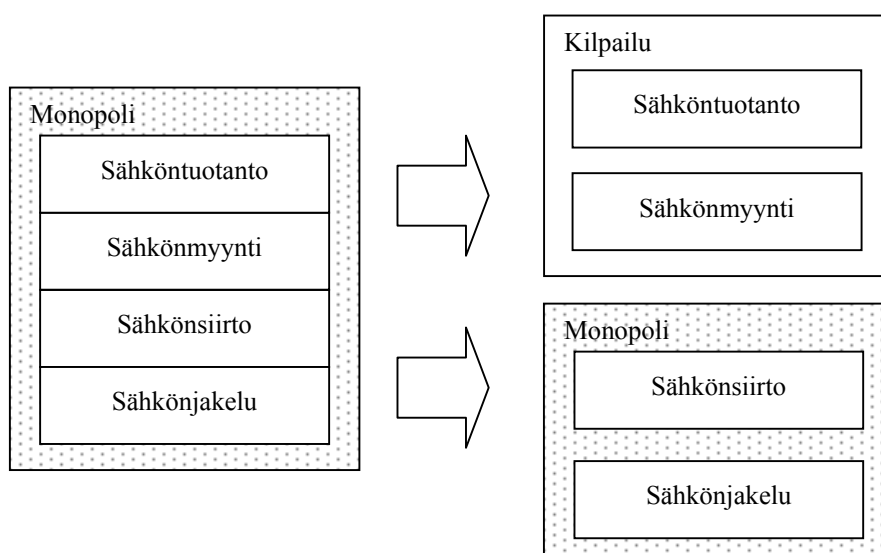 Monopoli
Sähköntuotanto
Sähkönmyynti
Sähkönsiirto
Sähkönjakelu
Kilpailu
Sähköntuotanto
Sähkönmyynti
Monopoli
Sähkönsiirto
Sähkönjakelu